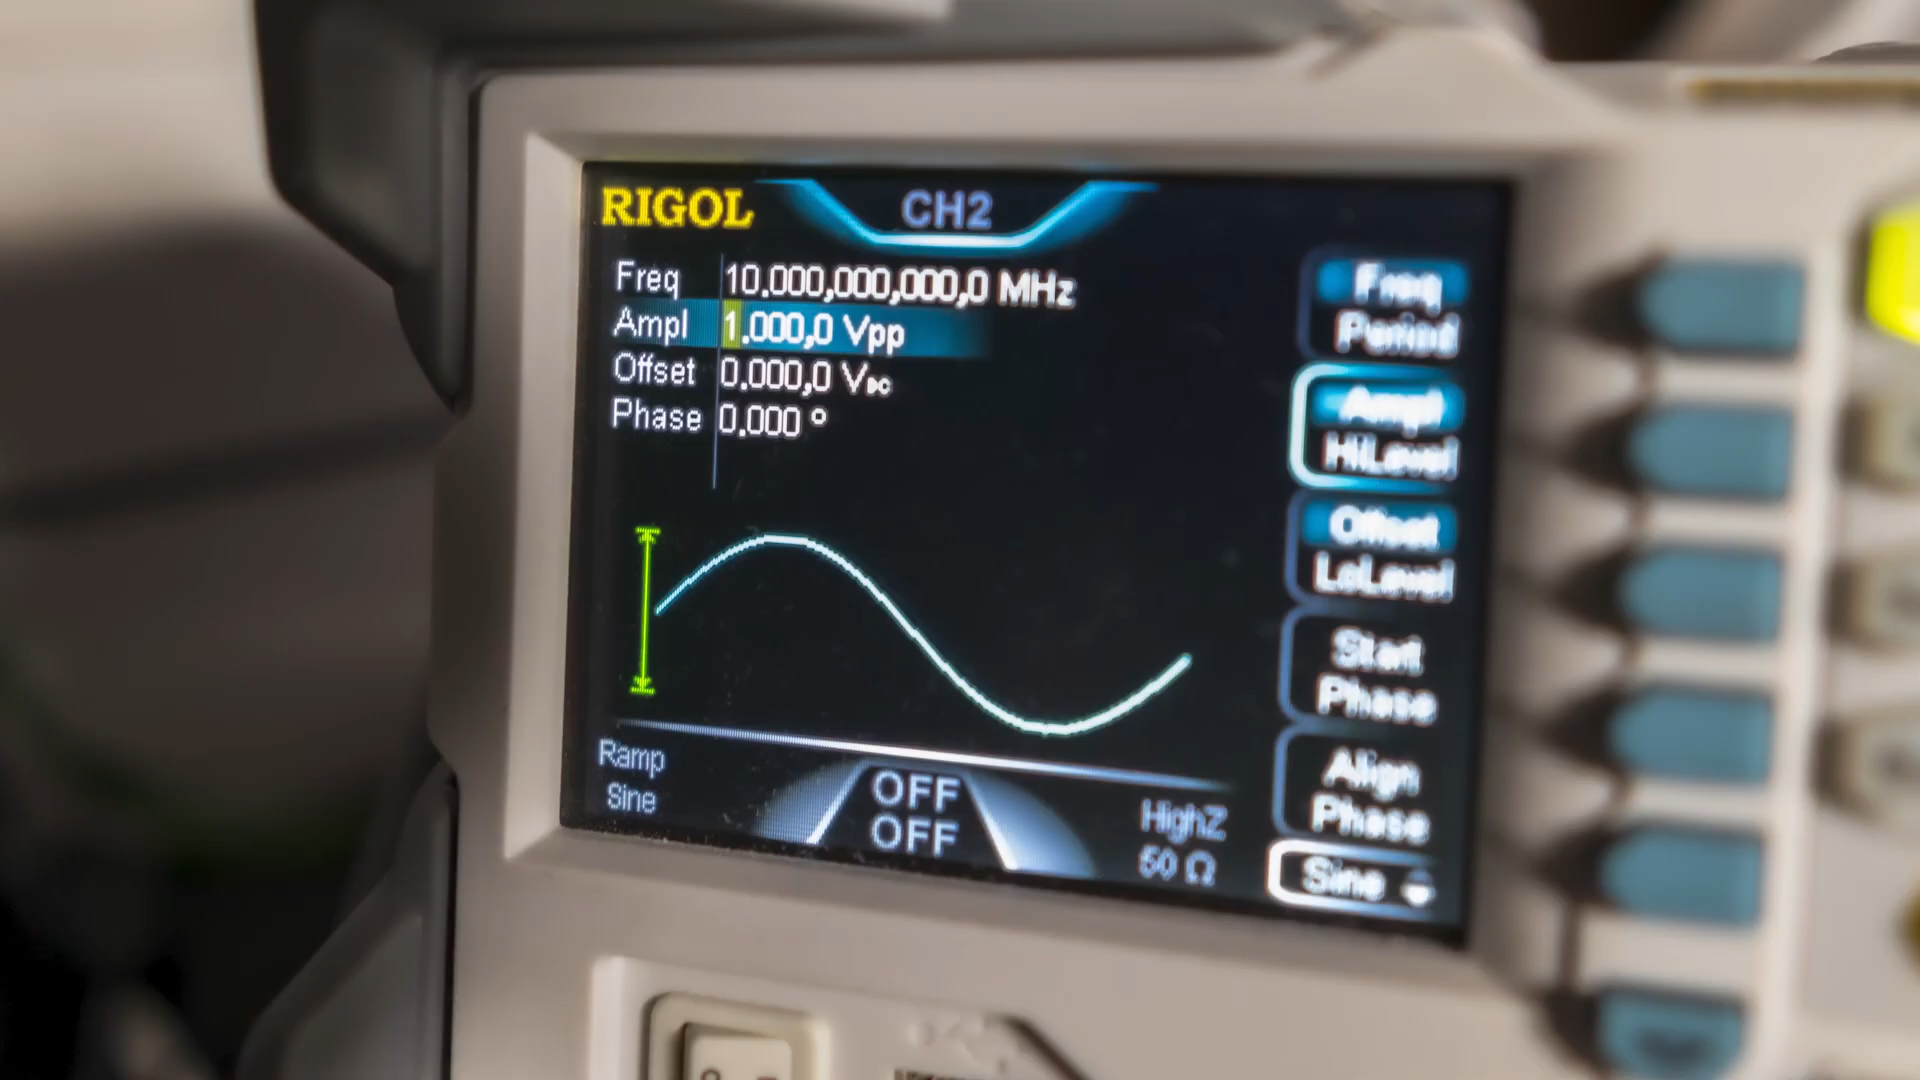 RIGOL
CH2
Freq 10.000,000,000,0 MHz
Ampl 1.000,0 Vpp
Offset 0.000,0 VDC
Phase 0.000 °
Freq
Period
Ampl
HiLevel
Offset
LoLevel
Start
Phase
Align
Phase
Sine
Ramp OFF HighZ
Sine OFF 50 Ω